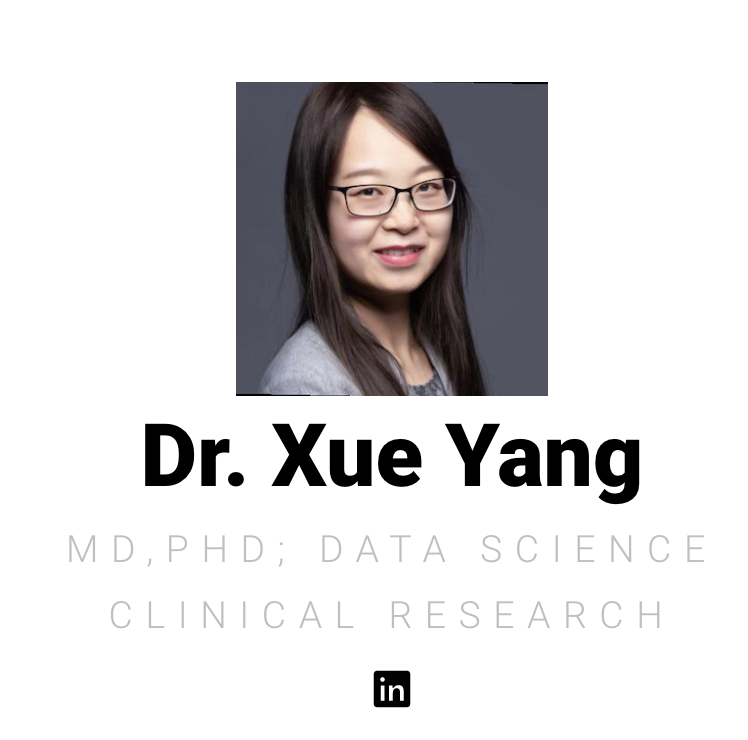 Dr. Xue Yang
MD,PHD; DATA SCIENCE
CLINICAL RESEARCH
in